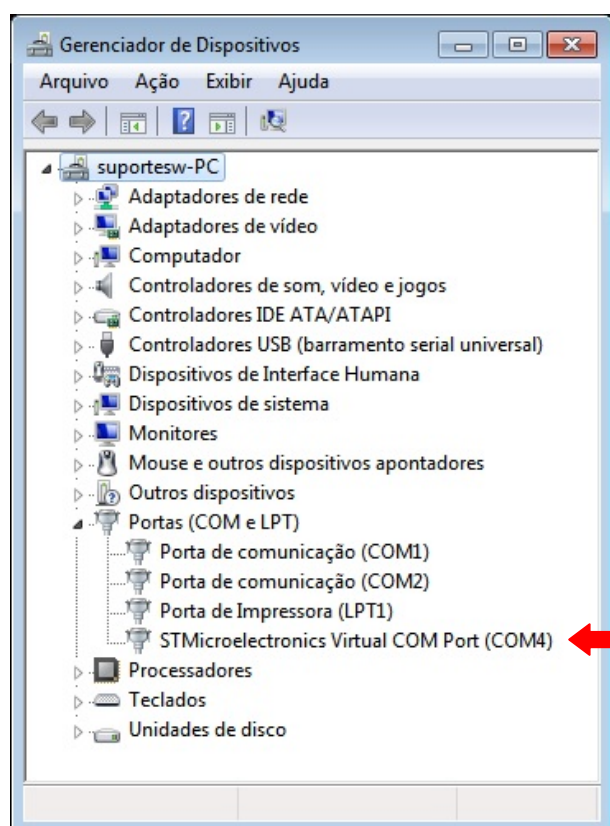 Gerenciador de Dispositivos
Arquivo Ação Exibir Ajuda
suportesw-PC
Adaptadores de rede
Adaptadores de vídeo
Computador
Controladores de som, vídeo e jogos
Controladores IDE ATA/ATAPI
Controladores USB (barramento serial universal)
Dispositivos de Interface Humana
Dispositivos de sistema
Monitores
Mouse e outros dispositivos apontadores
Outros dispositivos
Portas (COM e LPT)
Porta de comunicação (COM1)
Porta de comunicação (COM2)
Porta de Impressora (LPT1)
STMicroelectronics Virtual COM Port (COM4)
Processadores
Teclados
Unidades de disco